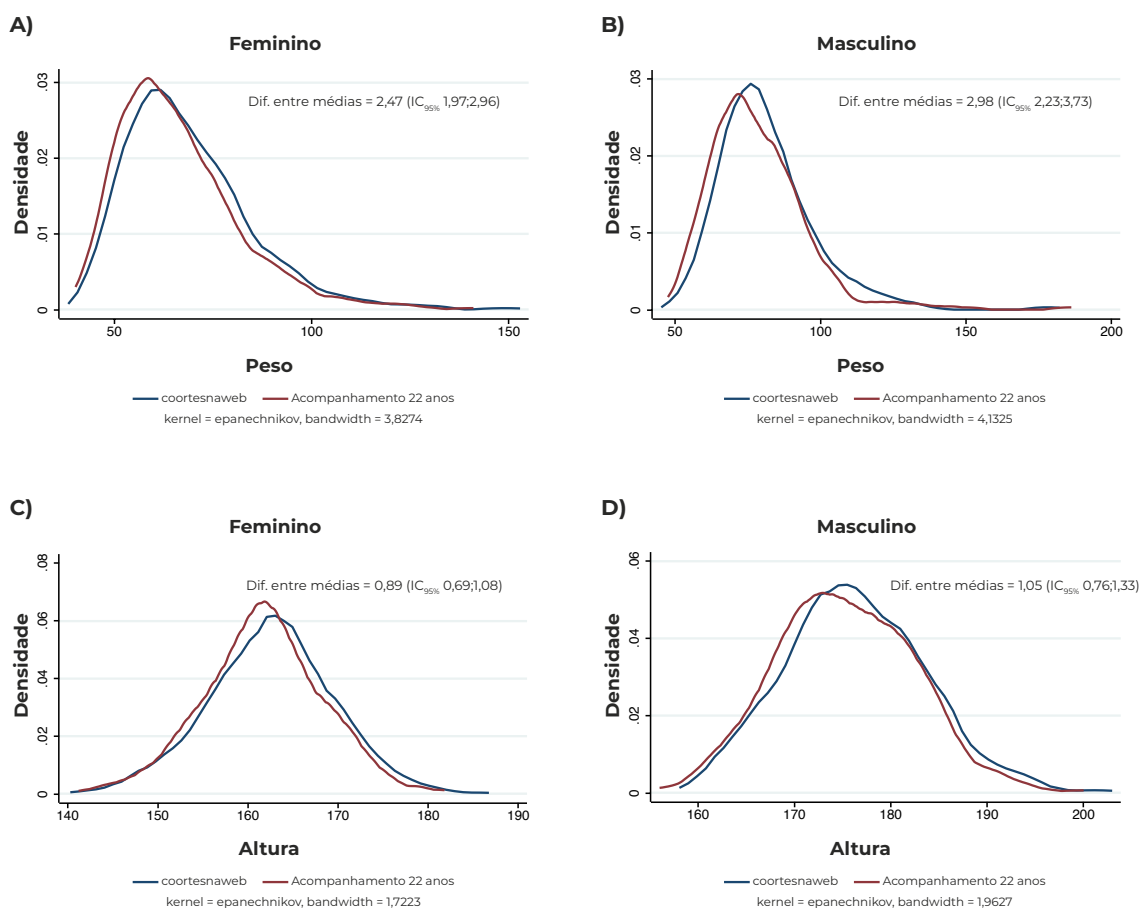 A)
Feminino
Dif. entre médias = 2,47 (IC95% 1,97;2,96)
Densidade
0 .01 .02 .03
50 100 150
Peso
coortesnaweb Acompanhamento 22 anos
kernel = epanechnikov, bandwidth = 3,8274
B)
Masculino
Dif. entre médias = 2,98 (IC95% 2,23;3,73)
Densidade
0 .01 .02 .03
50 100 150 200
Peso
coortesnaweb Acompanhamento 22 anos
kernel = epanechnikov, bandwidth = 4,1325
C)
Feminino
Dif. entre médias = 0,89 (IC95% 0,69;1,08)
Densidade
0 .02 .04 .06 .08
140 150 160 170 180 190
Altura
coortesnaweb Acompanhamento 22 anos
kernel = epanechnikov, bandwidth = 1,7223
D)
Masculino
Dif. entre médias = 1,05 (IC95% 0,76;1,33)
Densidade
0 .02 .04 .06
160 170 180 190 200
Altura
coortesnaweb Acompanhamento 22 anos
kernel = epanechnikov, bandwidth = 1,9627